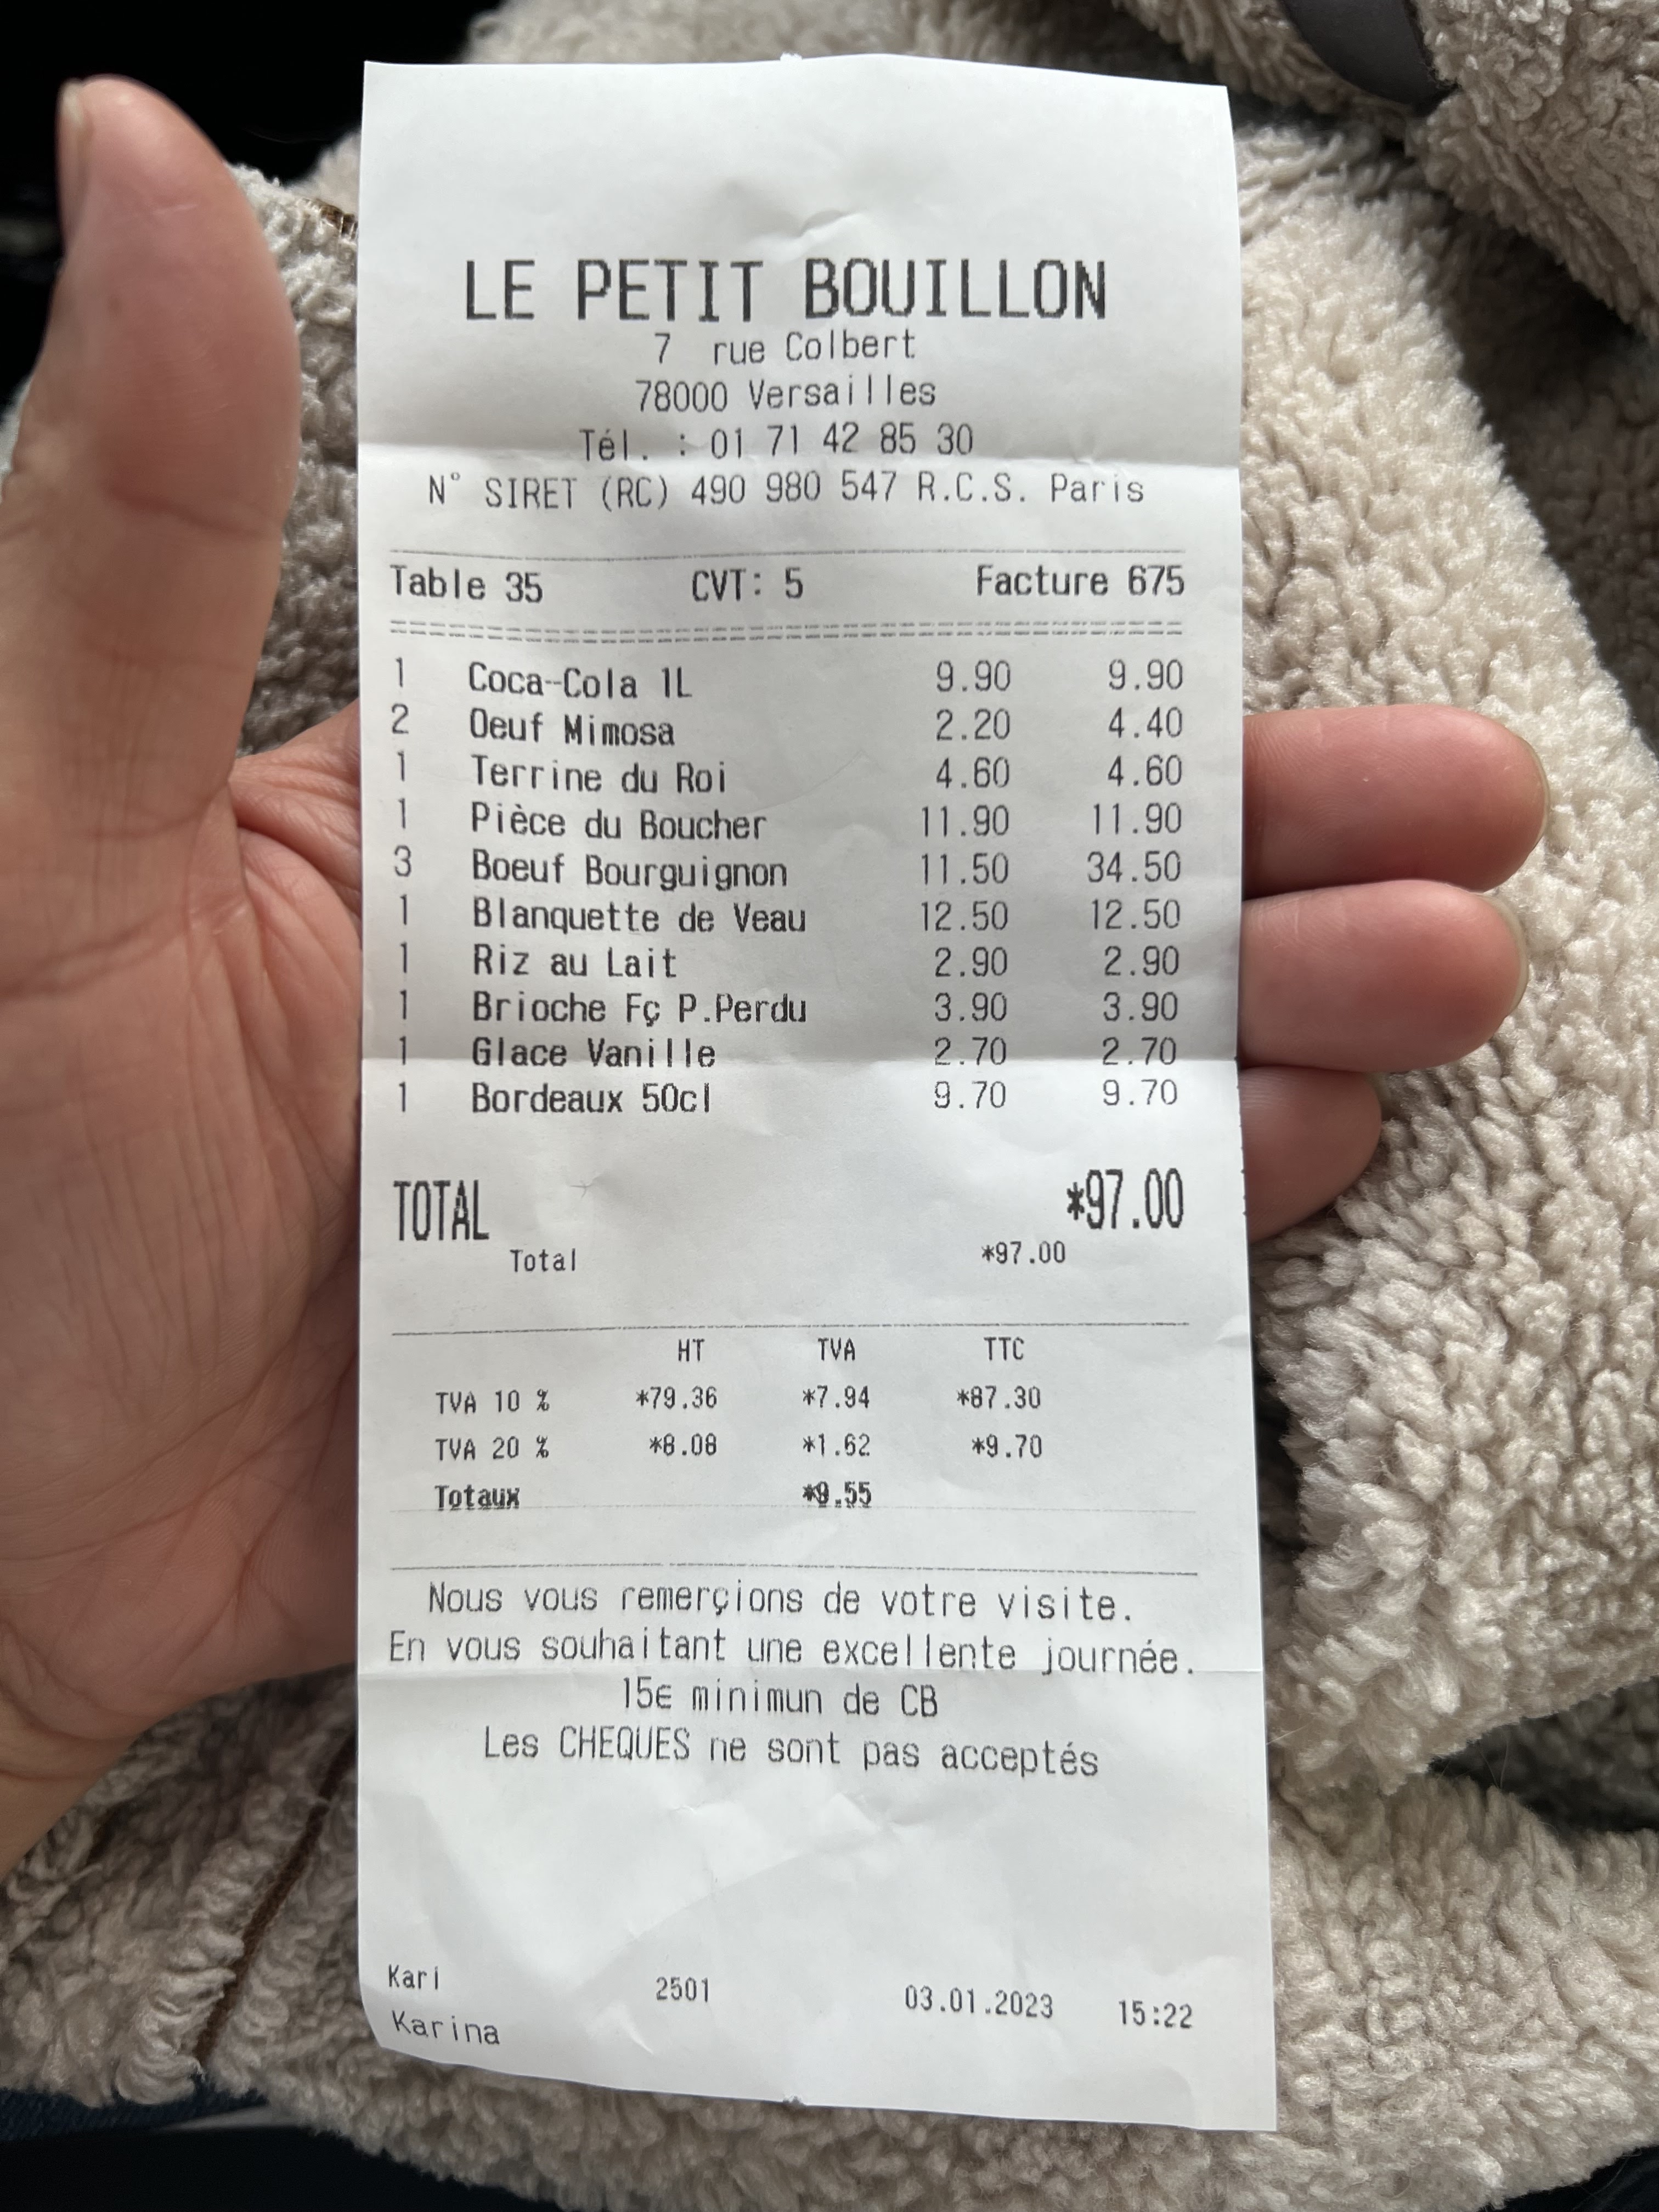 LE PETIT BOUILLON
7 rue Colbert
78000 Versailles
Tél. : 01 71 42 85 30
N° SIRET (RC) 490 980 547 R.C.S. Paris
Table 35 CVT: 5 Facture 675
1 Coca-Cola 1L 9.90 9.90
2 Oeuf Mimosa 2.20 4.40
1 Terrine du Roi 4.60 4.60
1 Pièce du Boucher 11.90 11.90
3 Boeuf Bourguignon 11.50 34.50
1 Blanquette de Veau 12.50 12.50
1 Riz au Lait 2.90 2.90
1 Brioche Fç P.Perdu 3.90 3.90
1 Glace Vanille 2.70 2.70
1 Bordeaux 50cl 9.70 9.70
TOTAL *97.00
Total *97.00
HT TVA TTC
TVA 10 % *79.36 *7.94 *87.30
TVA 20 % *8.08 *1.62 *9.70
Totaux *9.55
Nous vous remerçions de votre visite.
En vous souhaitant une excellente journée.
15€ minimun de CB
Les CHEQUES ne sont pas acceptés
Kari 2501 03.01.2023 15:22
Karina